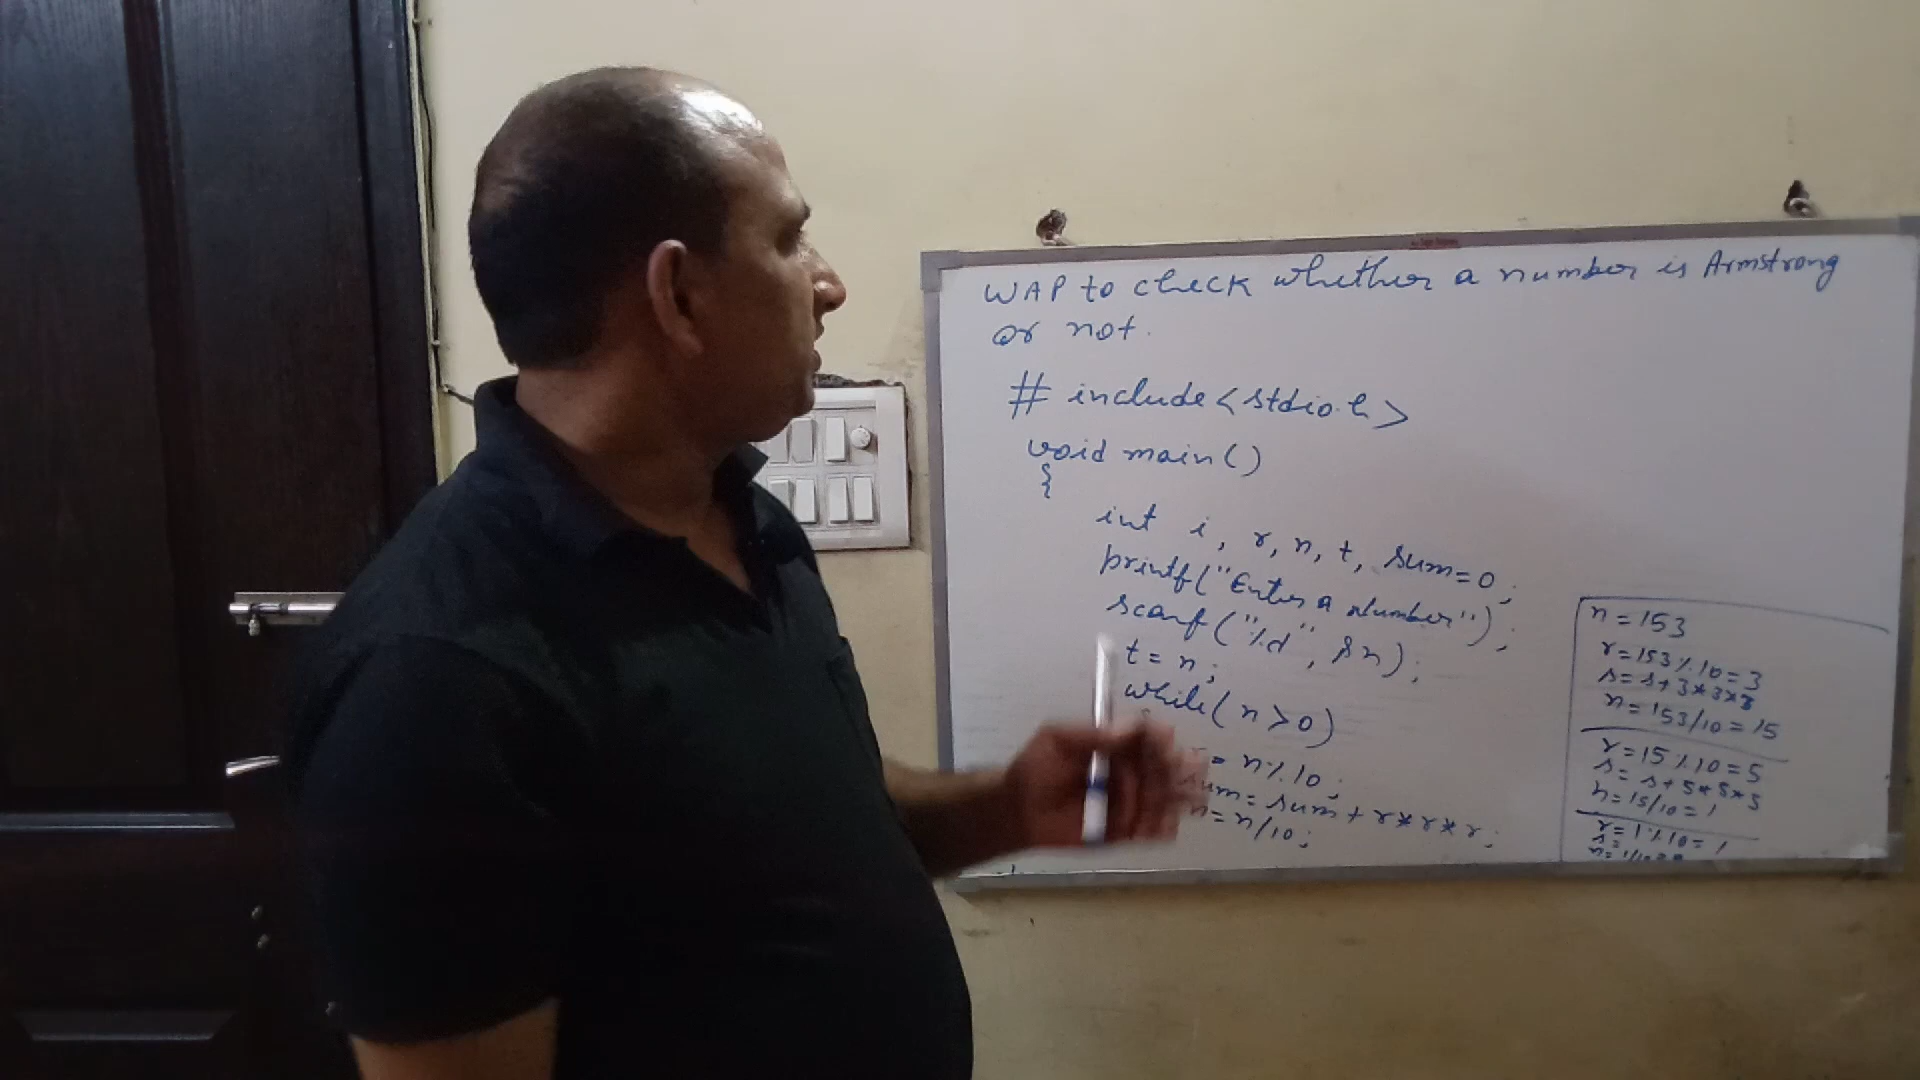 WAP to check whether a number is Armstrong
or not.
# include<stdio.h>
void main()
{
int i, r, n, t, sum=0;
printf("Enter a number");
scanf("%d", &n);
t = n;
while(n>0)
= n%10;
sum=sum+r*r*r;
n=n/10;
n=153
r=153%10=3
s=s+3*3*3
n=153/10=15
r=15%10=5
s=s+5*5*5
n=15/10=1
r=1%10=1
s=